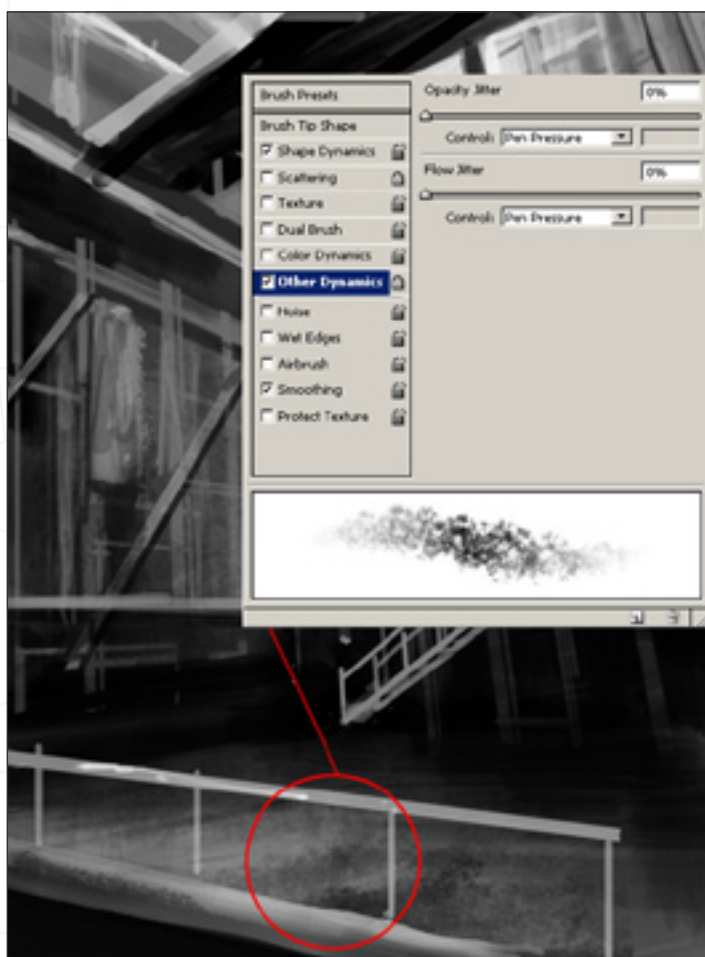 Brush Presets
Brush Tip Shape
Shape Dynamics
Scattering
Texture
Dual Brush
Color Dynamics
Other Dynamics
Noise
Wet Edges
Airbrush
Smoothing
Protect Texture
Opacity Jitter 0%
Control: Pen Pressure
Flow Jitter 0%
Control: Pen Pressure